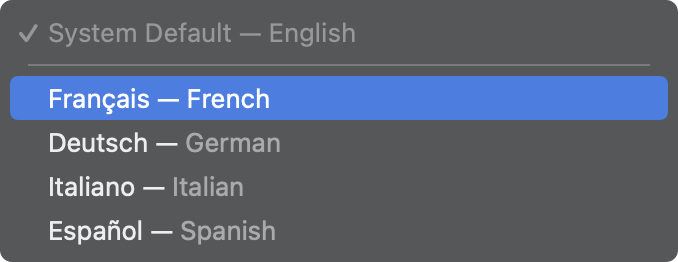 ✓ System Default — English
Français — French
Deutsch — German
Italiano — Italian
Español — Spanish